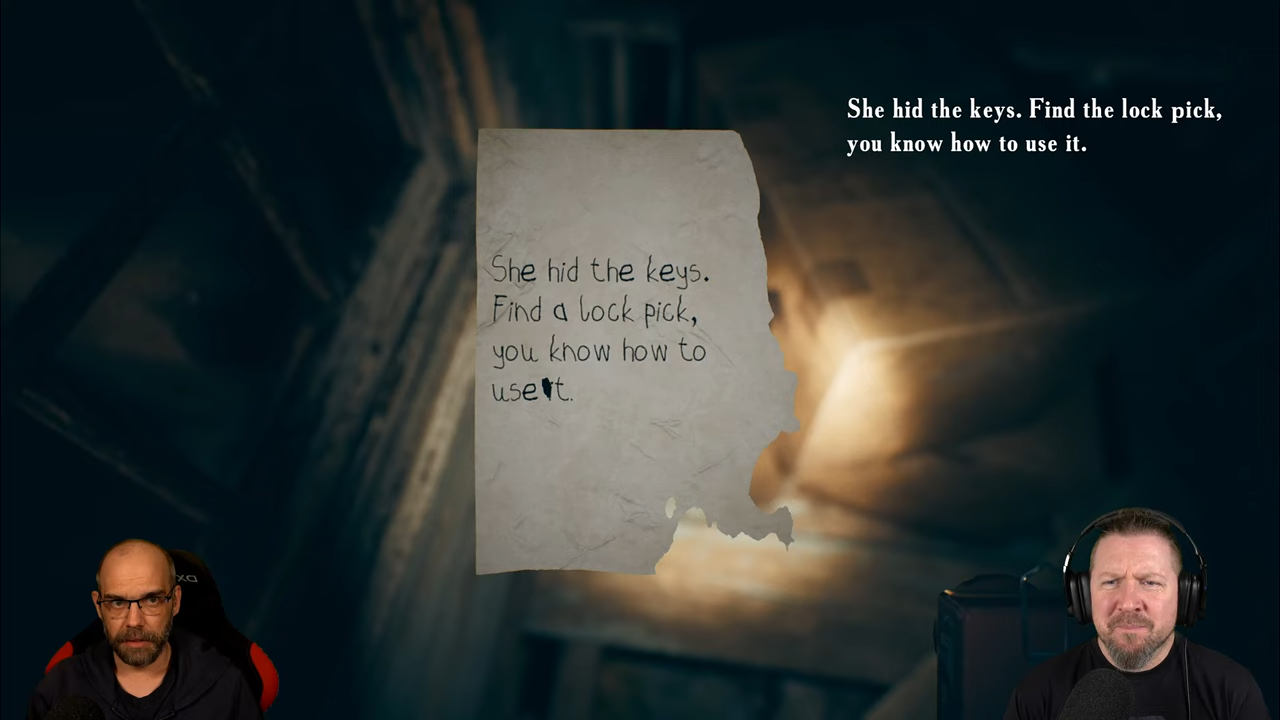 She hid the keys. Find the lock pick,
you know how to use it.
She hid the keys.
Find a lock pick,
you know how to
use it.